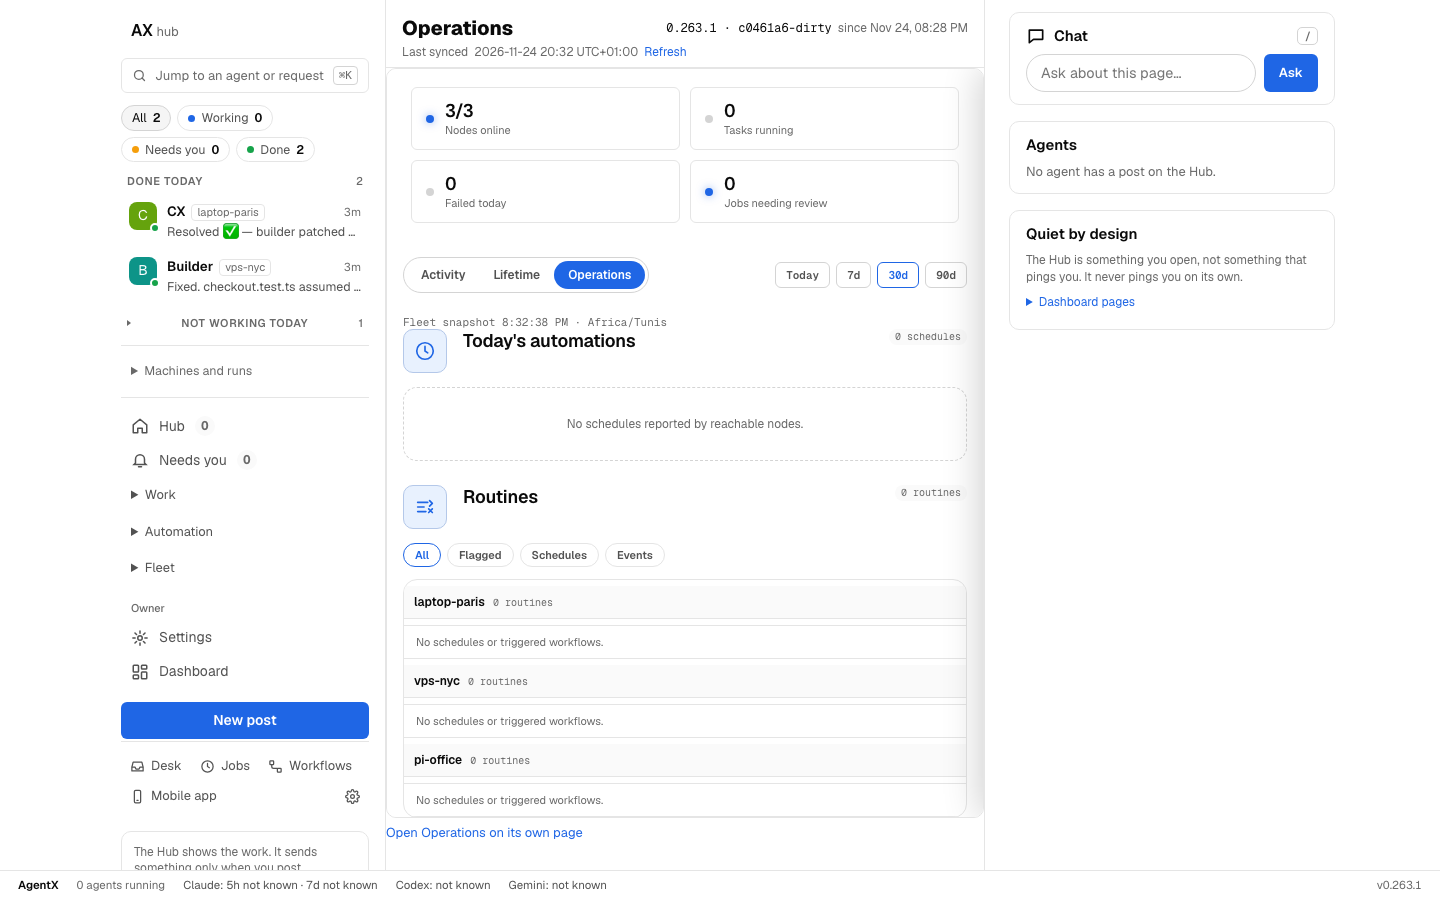 AX hub
Jump to an agent or request ⌘K
All 2
Working 0
Needs you 0
Done 2
DONE TODAY 2
CX laptop-paris 3m
Resolved ✅ — builder patched …
Builder vps-nyc 3m
Fixed. checkout.test.ts assumed …
NOT WORKING TODAY 1
Machines and runs
Hub 0
Needs you 0
Work
Automation
Fleet
Owner
Settings
Dashboard
New post
Desk Jobs Workflows
Mobile app
The Hub shows the work. It sends
something only when you post
Operations
0.263.1 · c0461a6-dirty since Nov 24, 08:28 PM
Last synced 2026-11-24 20:32 UTC+01:00 Refresh
3/3
Nodes online
0
Tasks running
0
Failed today
0
Jobs needing review
Activity Lifetime Operations
Today 7d 30d 90d
Fleet snapshot 8:32:38 PM · Africa/Tunis
Today's automations 0 schedules
No schedules reported by reachable nodes.
Routines 0 routines
All Flagged Schedules Events
laptop-paris 0 routines
No schedules or triggered workflows.
vps-nyc 0 routines
No schedules or triggered workflows.
pi-office 0 routines
No schedules or triggered workflows.
Open Operations on its own page
Chat /
Ask about this page…
Ask
Agents
No agent has a post on the Hub.
Quiet by design
The Hub is something you open, not something that
pings you. It never pings you on its own.
Dashboard pages
AgentX 0 agents running Claude: 5h not known · 7d not known Codex: not known Gemini: not known v0.263.1